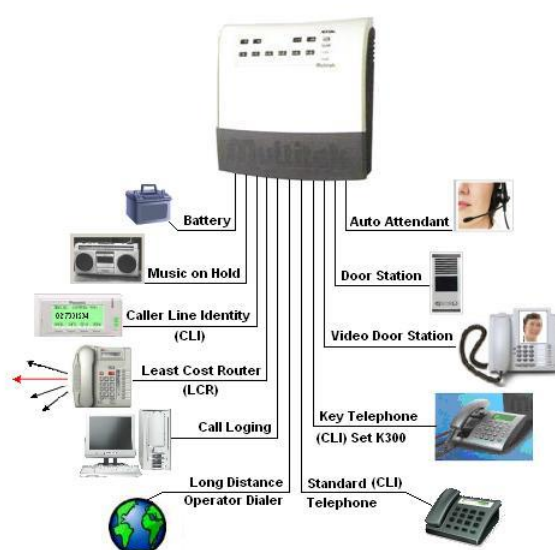 Multitek
Battery
Auto Attendant
Music on Hold
Door Station
Caller Line Identity
(CLI)
Video Door Station
Least Cost Router
(LCR)
Call Loging
Key Telephone
(CLI) Set K300
Long Distance
Operator Dialer
Standard (CLI)
Telephone